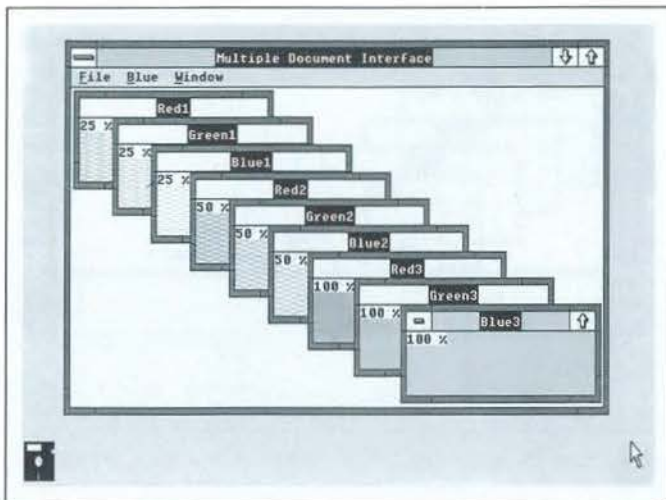 Multiple Document Interface
File Blue Window
Red1
25 %
Green1
25 %
Blue1
25 %
Red2
50 %
Green2
50 %
Blue2
50 %
Red3
100 %
Green3
100 %
Blue3
100 %